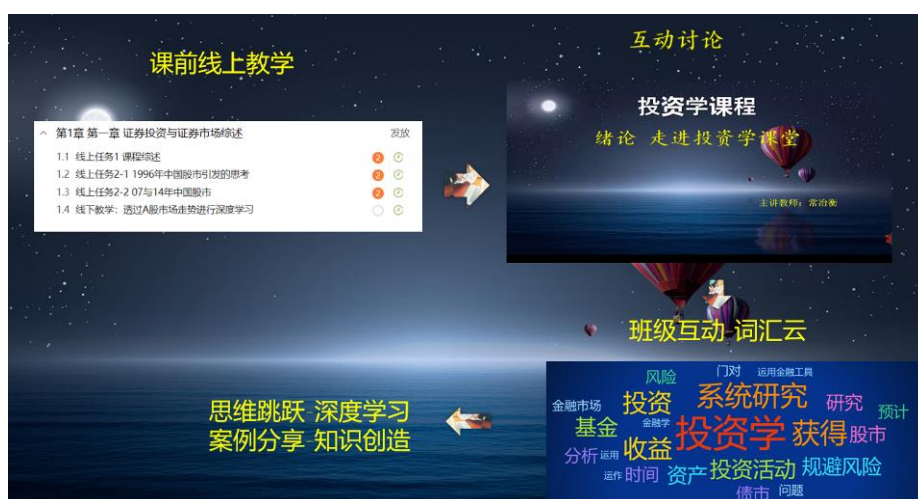 课前线上教学
第1章 第一章 证券投资与证券市场综述 发放
1.1 线上任务1 课程综述 2
1.2 线上任务2-1 1996年中国股市引发的思考 2
1.3 线上任务2-2 07与14年中国股市 2
1.4 线下教学：透过A股市场走势进行深度学习
互动讨论
投资学课程
绪论 走进投资学课堂
主讲教师：常冶衡
班级互动-词汇云
风险 门对 运用金融工具
金融市场 投资 系统研究 研究 预计
基金 金融学 投资学 获得 股市
分析 运用 收益
运作 时间 资产 投资活动 规避风险
债市 问题
思维跳跃-深度学习
案例分享-知识创造